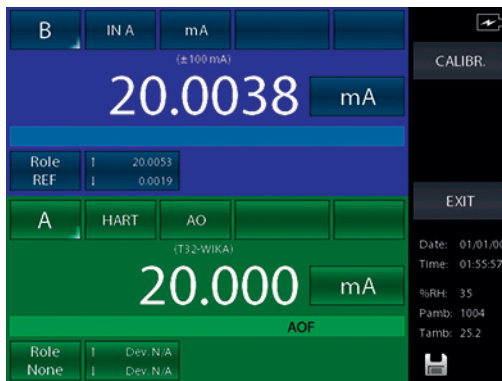 B IN A mA
(±100 mA)
20.0038 mA
Role REF
↑ 20.0053
↓ 0.0019
A HART AO
(T32-WIKA)
20.000 mA
AOF
Role None
↑ Dev. N/A
↓ Dev. N/A
CALIBR.
EXIT
Date: 01/01/00
Time: 01:55:57
%RH: 35
Pamb: 1004
Tamb: 25.2